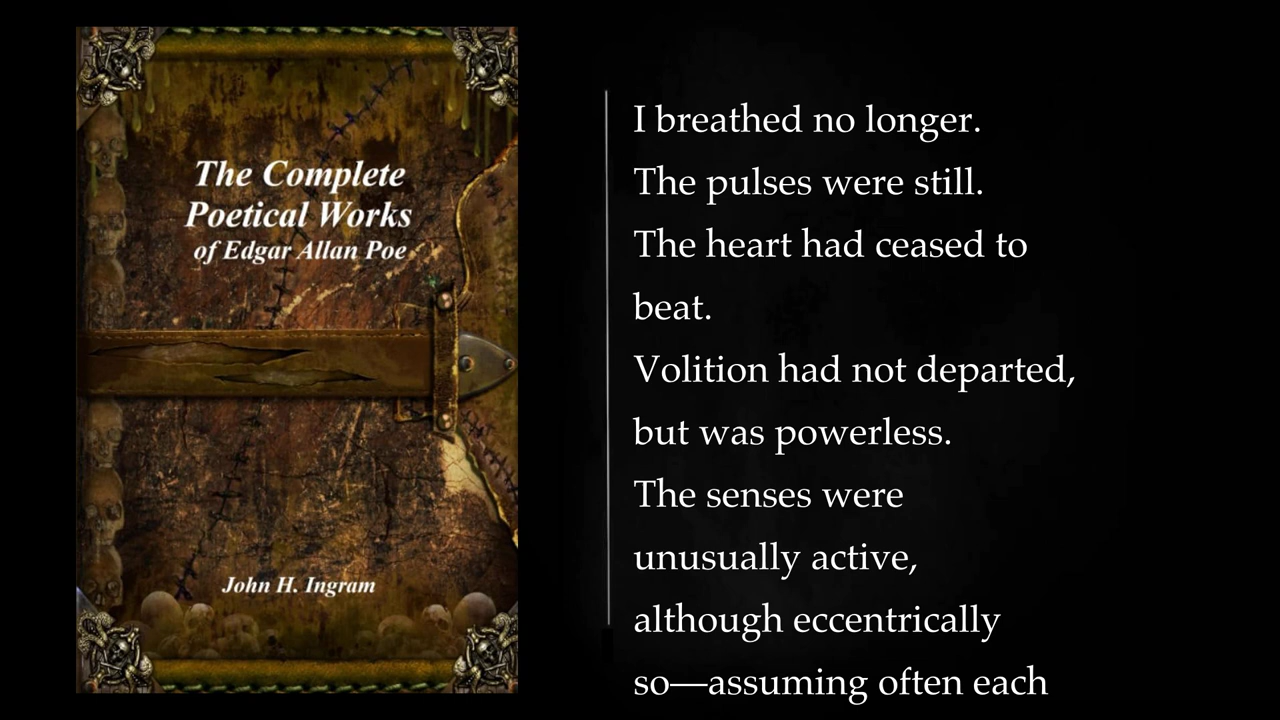 The Complete
Poetical Works
of Edgar Allan Poe
John H. Ingram
I breathed no longer.
The pulses were still.
The heart had ceased to
beat.
Volition had not departed,
but was powerless.
The senses were
unusually active,
although eccentrically
so—assuming often each